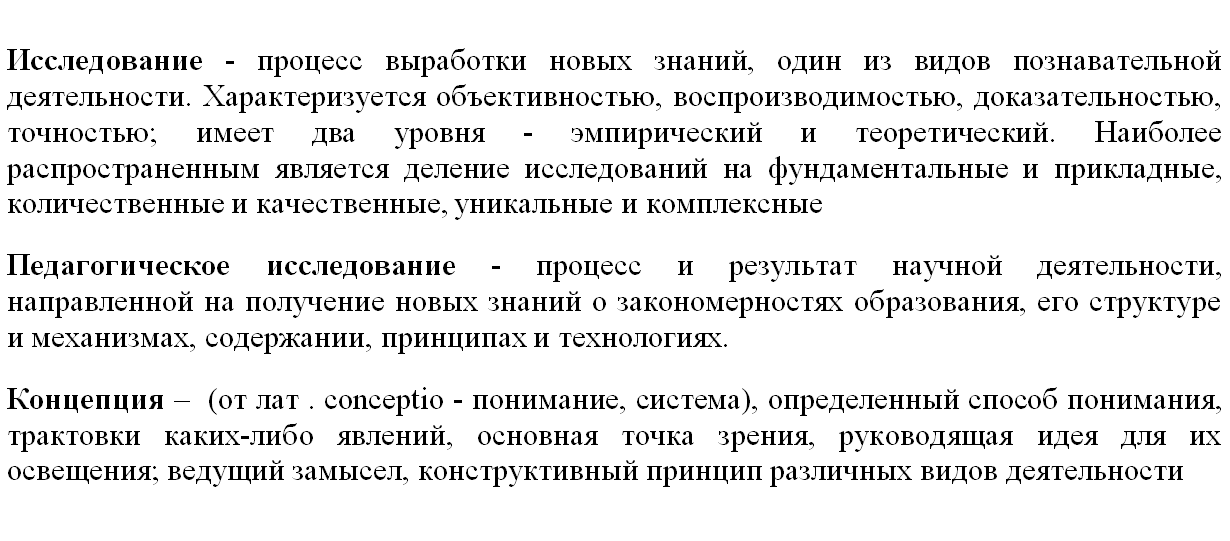 Исследование - процесс выработки новых знаний, один из видов познавательной
деятельности. Характеризуется объективностью, воспроизводимостью, доказательностью,
точностью; имеет два уровня - эмпирический и теоретический. Наиболее
распространенным является деление исследований на фундаментальные и прикладные,
количественные и качественные, уникальные и комплексные
Педагогическое исследование - процесс и результат научной деятельности,
направленной на получение новых знаний о закономерностях образования, его структуре
и механизмах, содержании, принципах и технологиях.
Концепция – (от лат . conceptio - понимание, система), определенный способ понимания,
трактовки каких-либо явлений, основная точка зрения, руководящая идея для их
освещения; ведущий замысел, конструктивный принцип различных видов деятельности